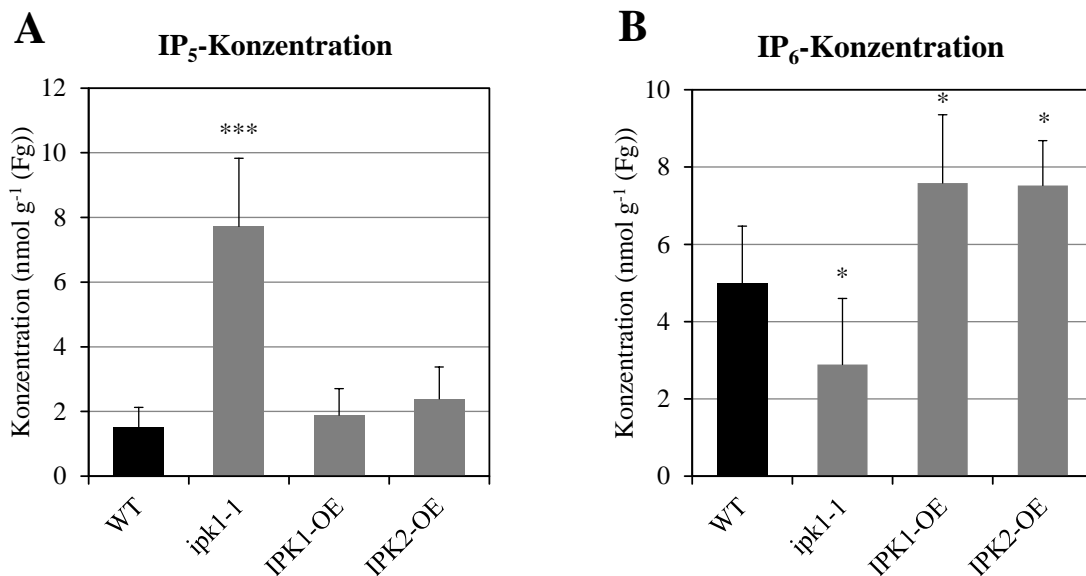 A
IP₅-Konzentration
Konzentration (nmol g⁻¹ (Fg))
12
10
8
6
4
2
0
***
WT
ipk1-1
IPK1-OE
IPK2-OE
B
IP₆-Konzentration
Konzentration (nmol g⁻¹ (Fg))
10
8
6
4
2
0
*
*
*
WT
ipk1-1
IPK1-OE
IPK2-OE